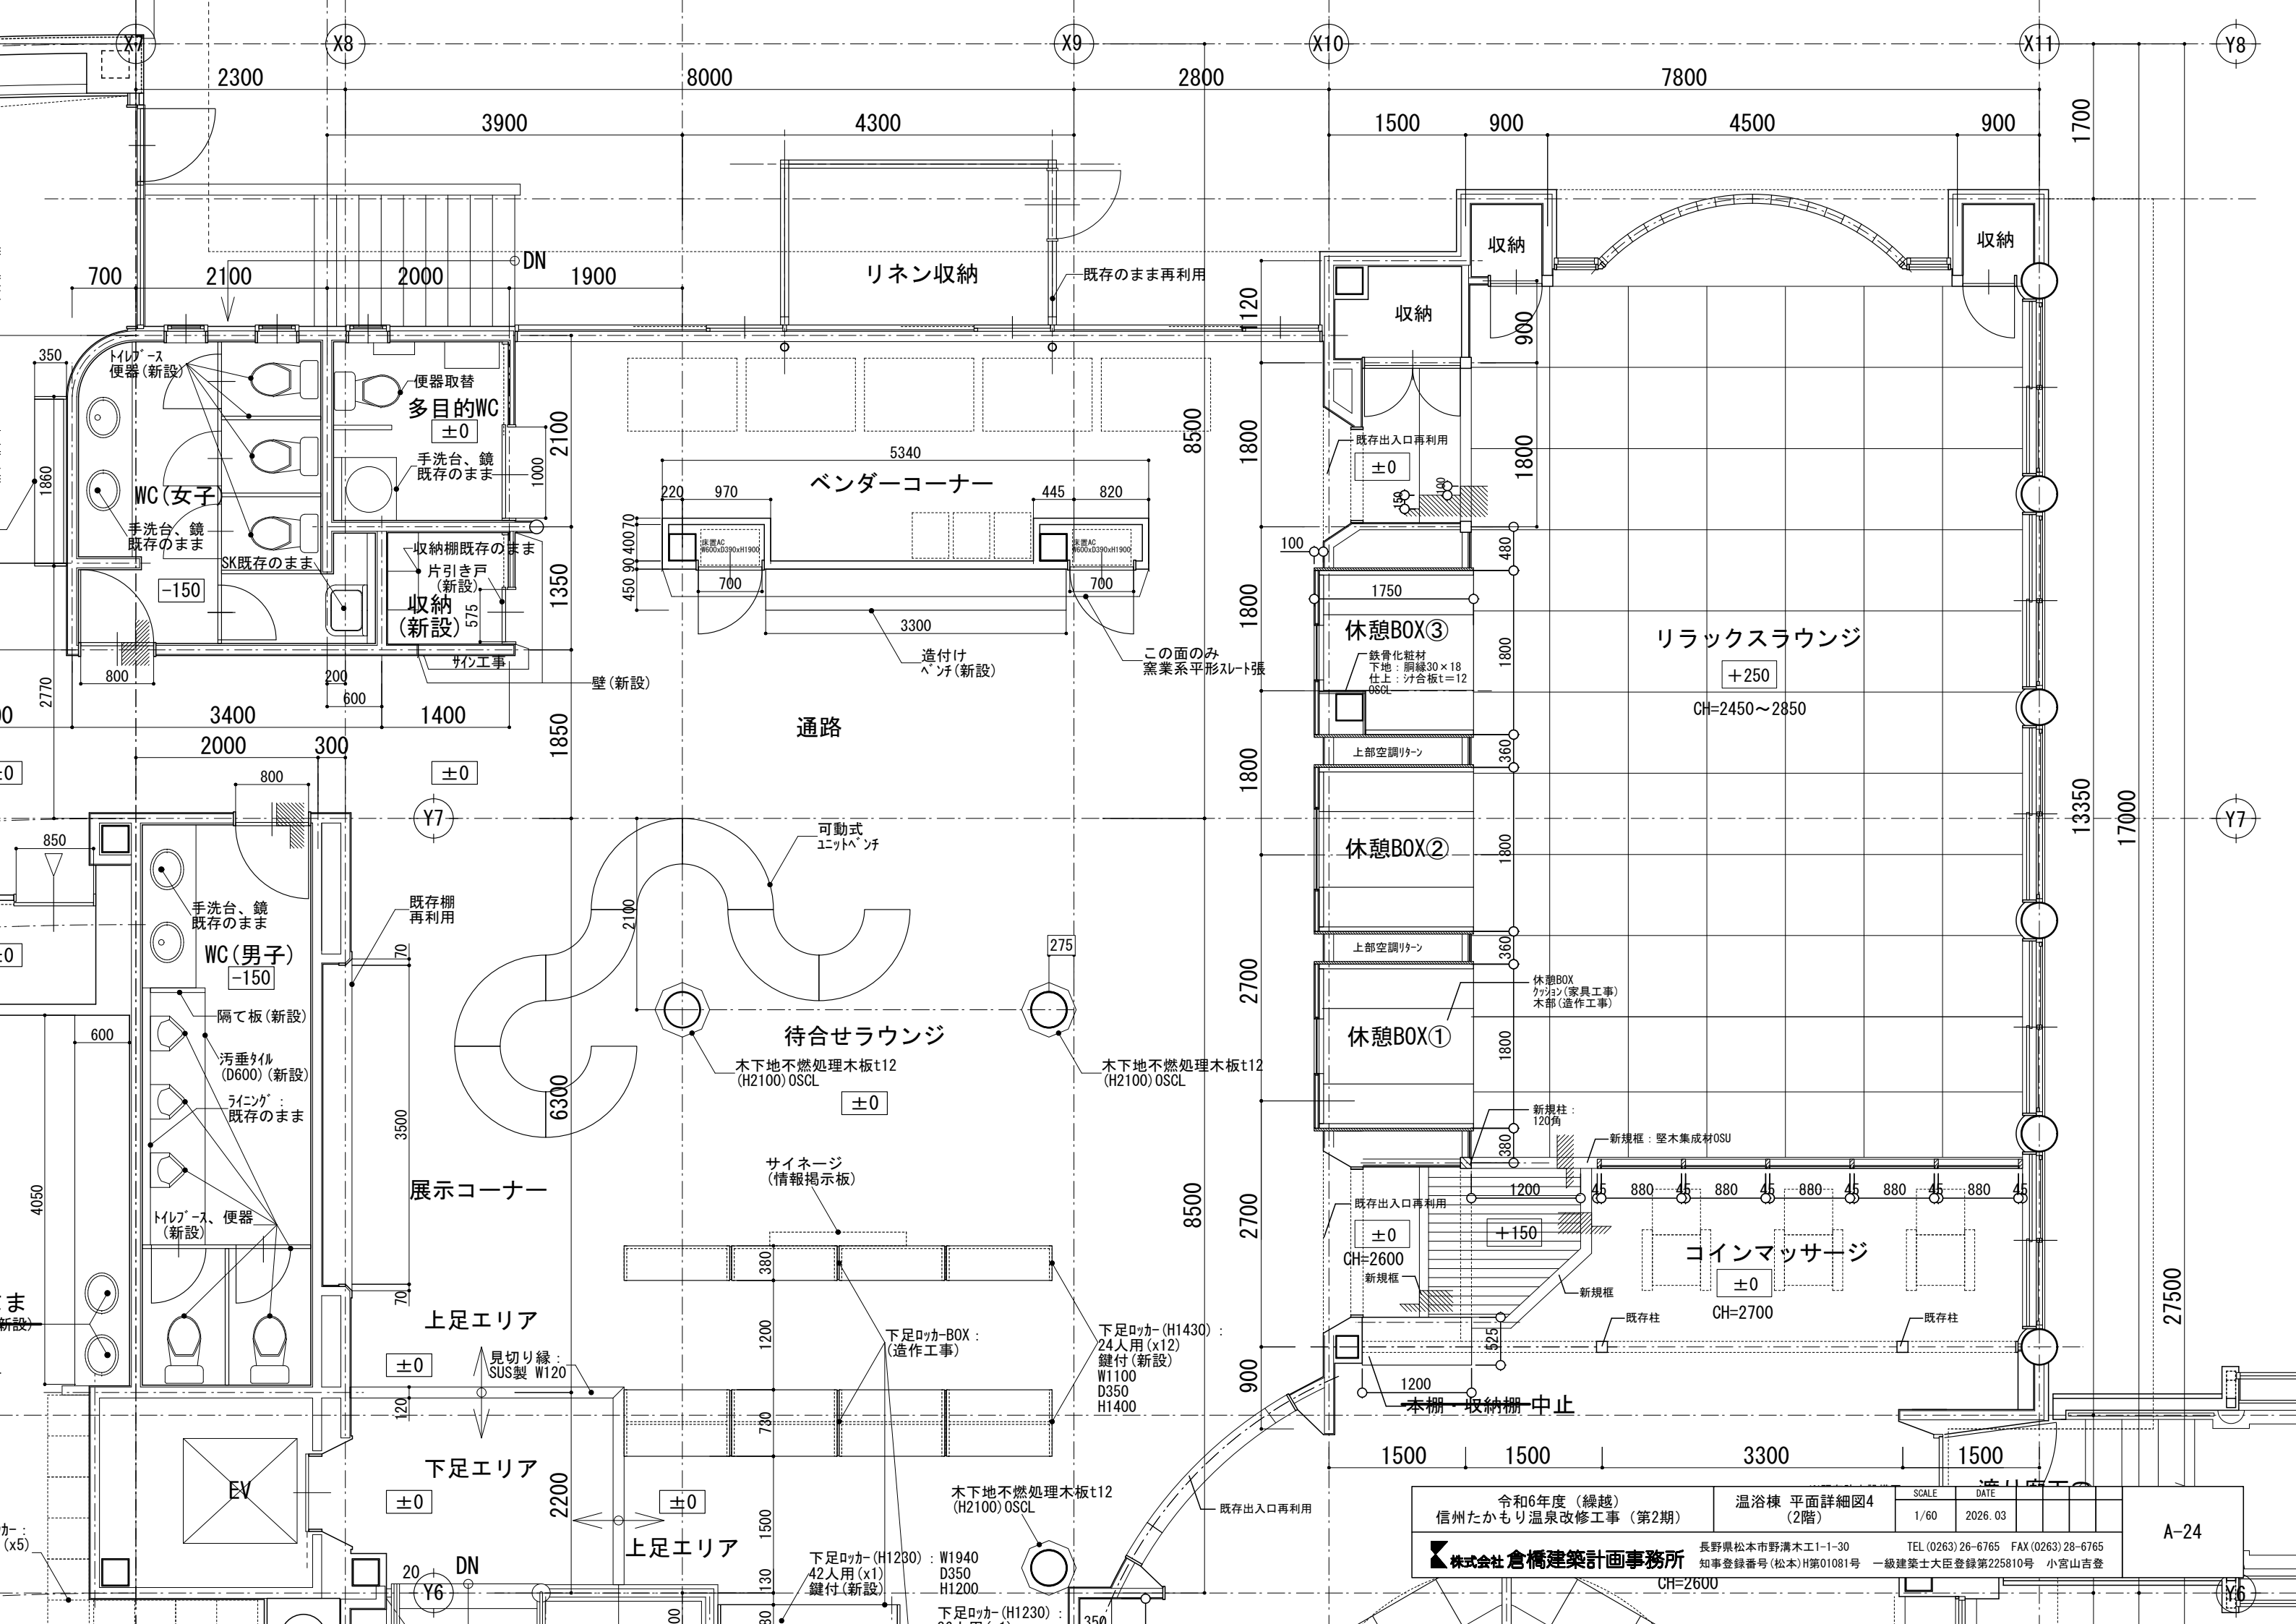 X7
X8
X9
X10
X11
Y8
2300
8000
2800
7800
3900
4300
1500
900
4500
900
1700
DN
700
2100
2000
1900
リネン収納
既存のまま再利用
収納
収納
収納
1120
900
350
ﾄｲﾚﾌﾞｰｽ
便器(新設)
便器取替
多目的WC
±0
手洗台、鏡
既存のまま
1860
WC(女子)
手洗台、鏡
既存のまま
SK既存のまま
-150
収納棚既存のまま
片引き戸
(新設)
収納
(新設)
575
1000
2100
1350
ｻｲﾝ工事
壁(新設)
800
200
600
2770
3400
1400
2000
300
1850
8500
5340
ベンダーコーナー
220
970
445
820
70
400
90
450
床置AC
W600xD390xH1900
床置AC
W600xD390xH1900
700
700
3300
造付け
ﾍﾞﾝﾁ(新設)
この面のみ
窯業系平形ｽﾚｰﾄ張
通路
1800
1800
1800
2700
2700
900
既存出入口再利用
±0
150
100
1800
100
480
1750
休憩BOX③
鉄骨化粧材
下地：胴縁30×18
仕上：ｼﾅ合板t＝12
OSCL
1800
上部空調ﾘﾀｰﾝ
360
休憩BOX②
1800
上部空調ﾘﾀｰﾝ
360
休憩BOX
ｸｯｼｮﾝ(家具工事)
木部(造作工事)
休憩BOX①
1800
380
新規柱：
120角
リラックスラウンジ
+250
CH=2450〜2850
13350
17000
27500
Y7
±0
±0
800
Y7
850
±0
手洗台、鏡
既存のまま
WC(男子)
-150
既存棚
再利用
70
3500
70
隔て板(新設)
汚垂ﾀｲﾙ
(D600)(新設)
ﾗｲﾆﾝｸﾞ：
既存のまま
600
4050
ﾄｲﾚﾌﾞｰｽ、便器
(新設)
可動式
ﾕﾆｯﾄﾍﾞﾝﾁ
2100
275
待合せラウンジ
木下地不燃処理木板t12
(H2100)OSCL
木下地不燃処理木板t12
(H2100)OSCL
±0
6300
展示コーナー
サイネージ
(情報掲示板)
8500
上足エリア
±0
見切り縁：
SUS製 W120
120
380
1200
730
1500
130
下足ﾛｯｶｰBOX：
(造作工事)
下足ﾛｯｶｰ(H1430)：
24人用(x12)
鍵付(新設)
W1100
D350
H1400
新規框：堅木集成材OSU
1200
45
880
45
880
45
880
45
880
45
880
45
既存出入口再利用
±0
CH=2600
新規框
+150
新規框
コインマッサージ
±0
CH=2700
既存柱
既存柱
525
1200
本棚・収納棚 中止
EV
下足エリア
±0
2200
±0
上足エリア
20
Y6
DN
木下地不燃処理木板t12
(H2100)OSCL
下足ﾛｯｶｰ(H1230)：W1940
42人用(x1)
D350
鍵付(新設)
H1200
下足ﾛｯｶｰ(H1230)：
350
既存出入口再利用
1500
1500
3300
1500
令和6年度（繰越）
信州たかもり温泉改修工事（第2期）
温浴棟 平面詳細図4
(2階)
SCALE
DATE
1/60
2026.03
A-24
株式会社 倉橋建築計画事務所
長野県松本市野溝木工1-1-30
TEL(0263)26-6765 FAX(0263)28-6765
知事登録番号(松本)H第01081号 一級建築士大臣登録第225810号 小宮山吉登
CH=2600
Y6